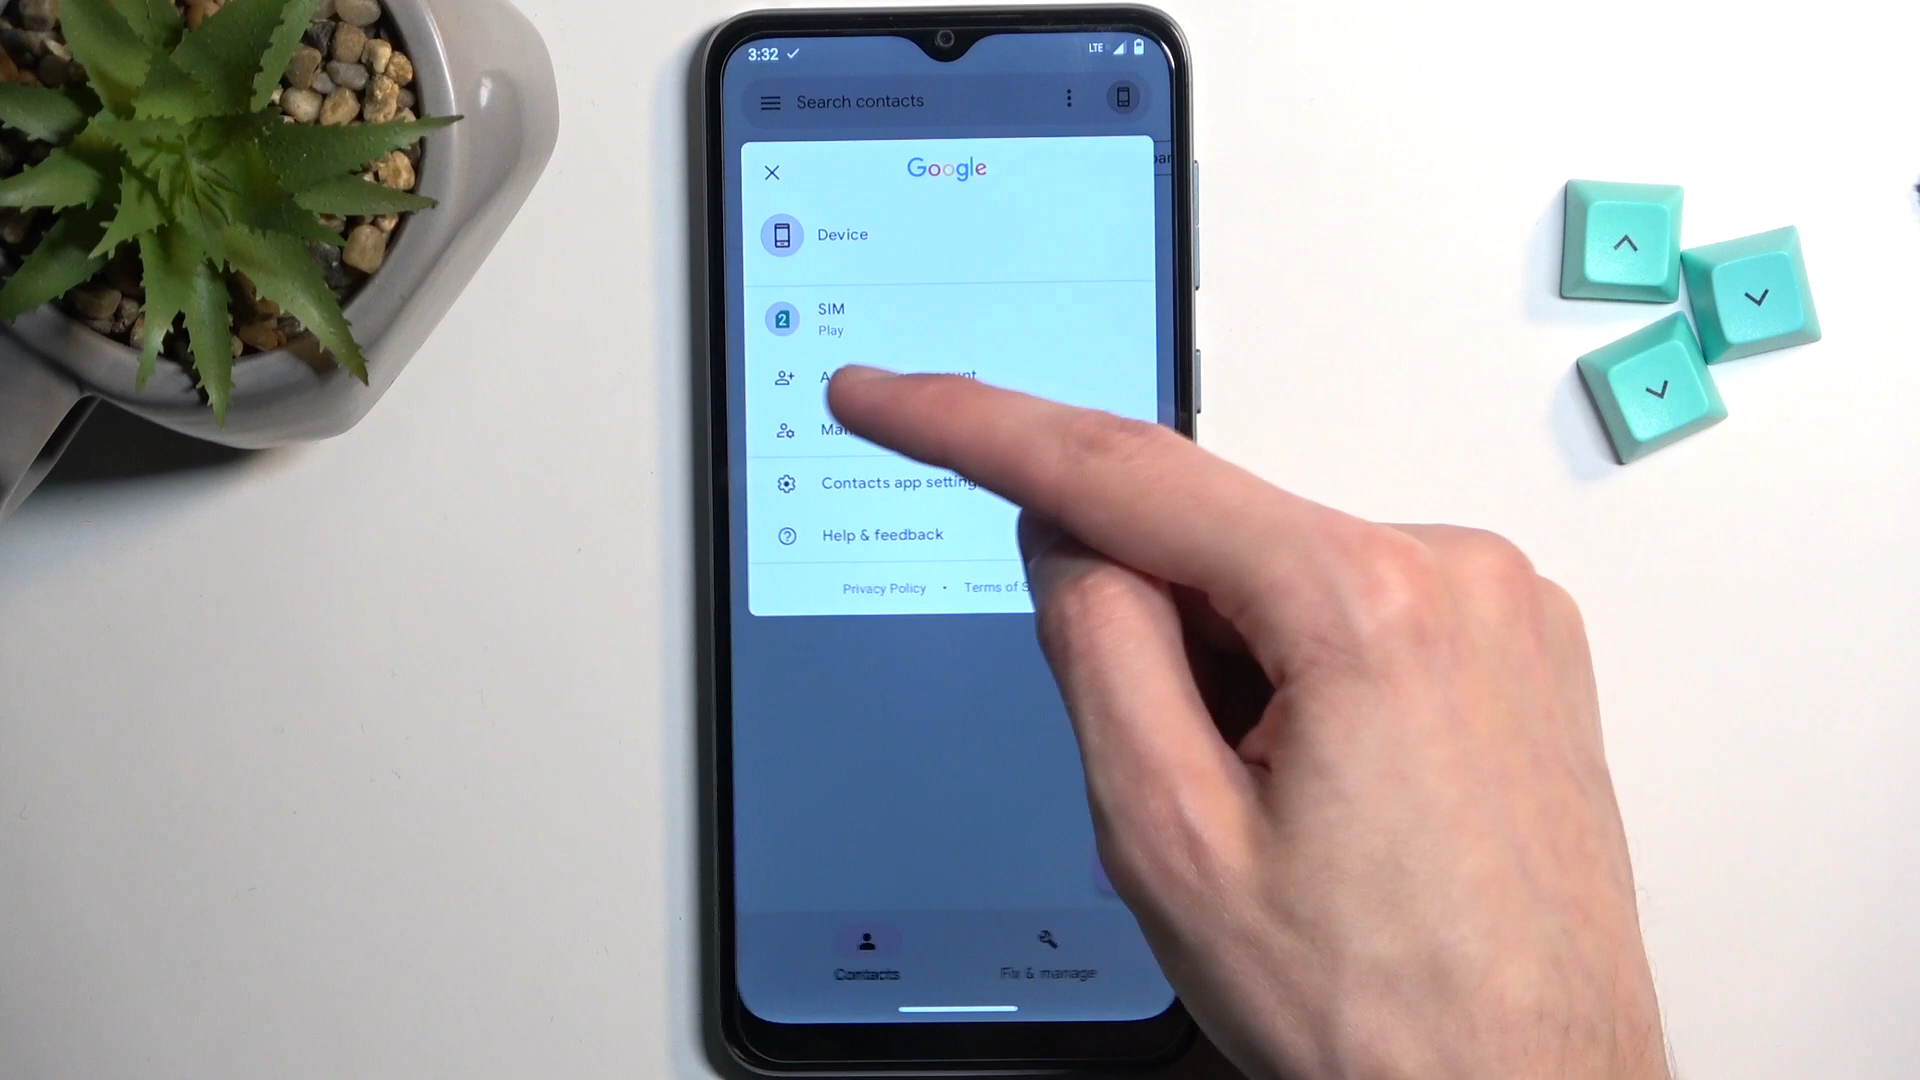 3:32 LTE
Search contacts
Google
Device
2 SIM
Play
Contacts app setting
Help & feedback
Privacy Policy • Terms of S
Contacts Fix & manage